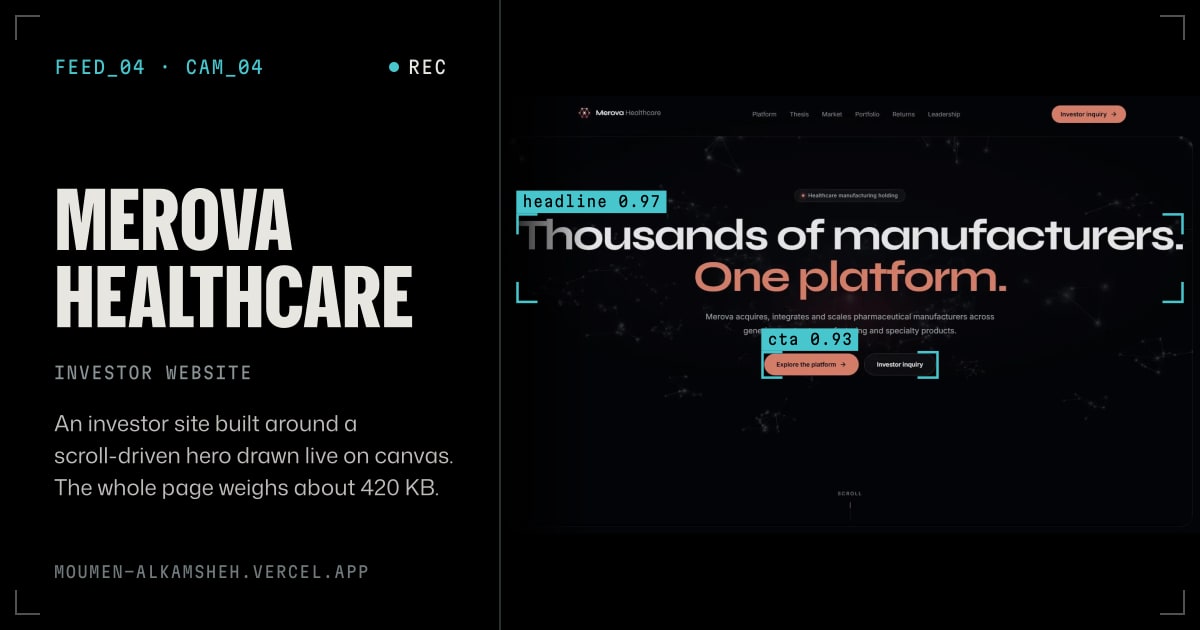 FEED_04 · CAM_04
REC
MEROVA
HEALTHCARE
INVESTOR WEBSITE
An investor site built around a
scroll-driven hero drawn live on canvas.
The whole page weighs about 420 KB.
MOUMEN-ALKAMSHEH.VERCEL.APP
Merova Healthcare
Platform Thesis Market Portfolio Returns Leadership
Investor inquiry →
Healthcare manufacturing holding
headline 0.97
Thousands of manufacturers.
One platform.
Merova acquires, integrates and scales pharmaceutical manufacturers across
and specialty products.
cta 0.93
Explore the platform →
Investor inquiry
SCROLL